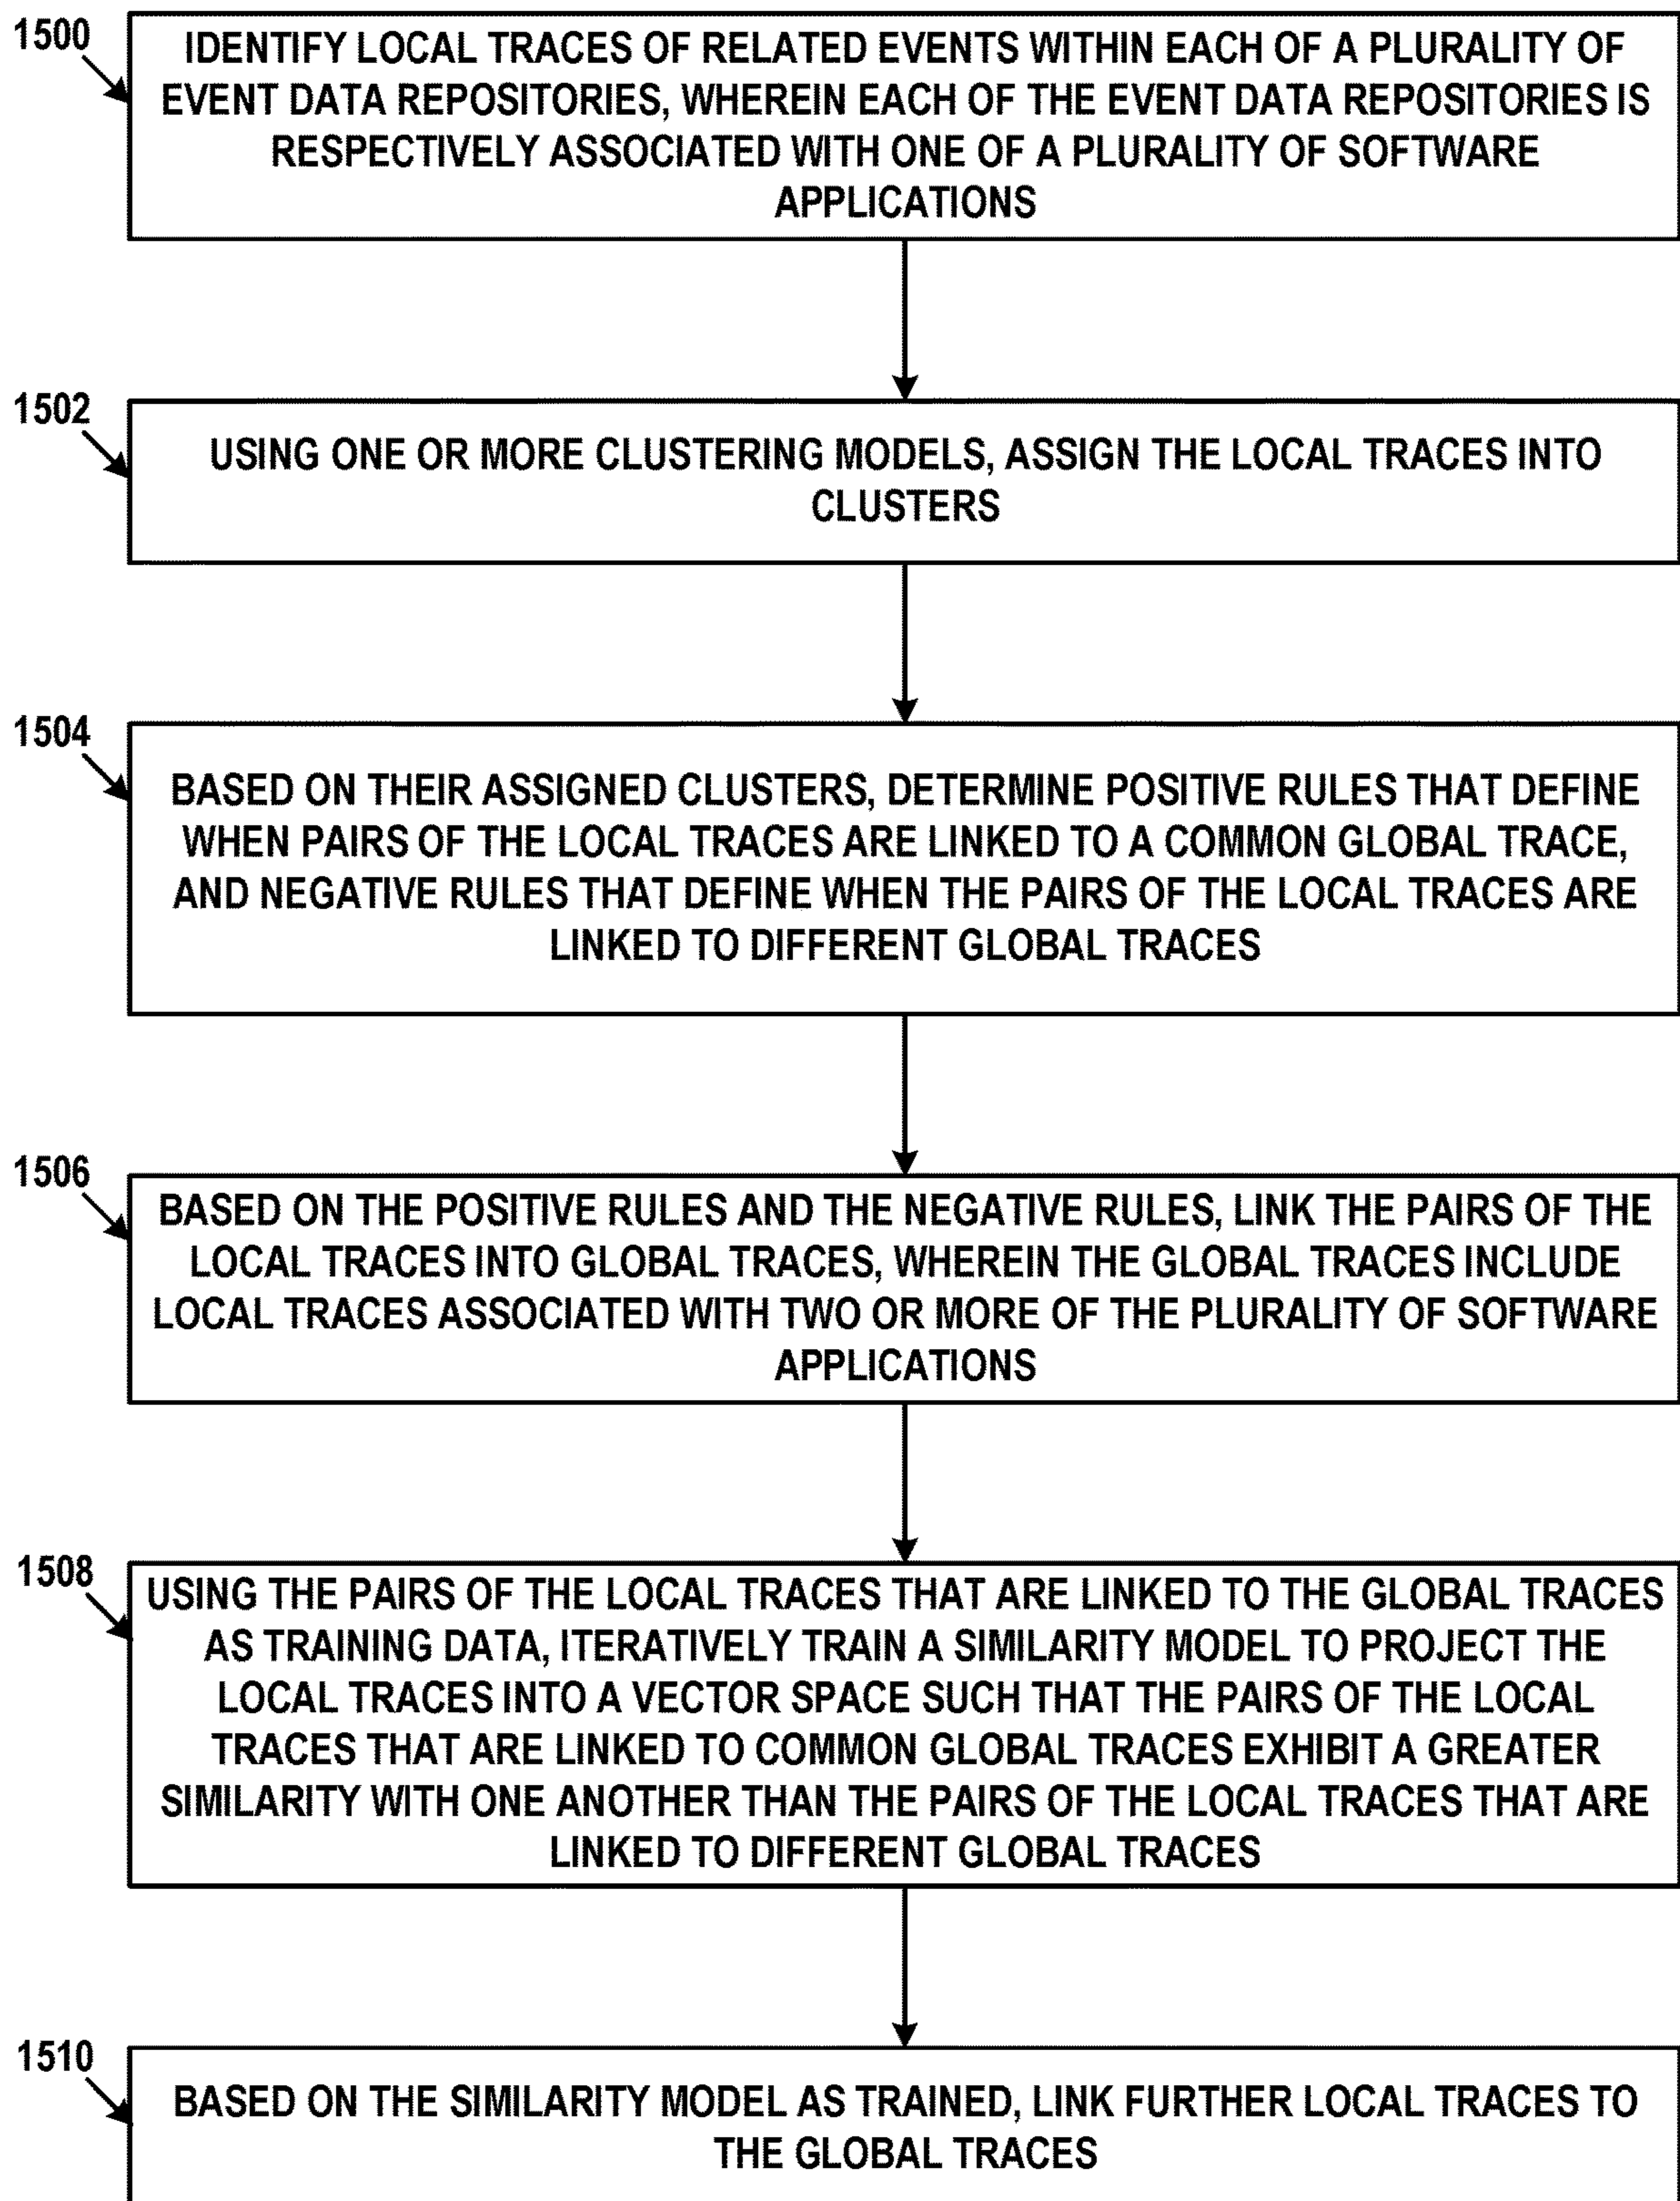 1500
IDENTIFY LOCAL TRACES OF RELATED EVENTS WITHIN EACH OF A PLURALITY OF
EVENT DATA REPOSITORIES, WHEREIN EACH OF THE EVENT DATA REPOSITORIES IS
RESPECTIVELY ASSOCIATED WITH ONE OF A PLURALITY OF SOFTWARE
APPLICATIONS
1502
USING ONE OR MORE CLUSTERING MODELS, ASSIGN THE LOCAL TRACES INTO
CLUSTERS
1504
BASED ON THEIR ASSIGNED CLUSTERS, DETERMINE POSITIVE RULES THAT DEFINE
WHEN PAIRS OF THE LOCAL TRACES ARE LINKED TO A COMMON GLOBAL TRACE,
AND NEGATIVE RULES THAT DEFINE WHEN THE PAIRS OF THE LOCAL TRACES ARE
LINKED TO DIFFERENT GLOBAL TRACES
1506
BASED ON THE POSITIVE RULES AND THE NEGATIVE RULES, LINK THE PAIRS OF THE
LOCAL TRACES INTO GLOBAL TRACES, WHEREIN THE GLOBAL TRACES INCLUDE
LOCAL TRACES ASSOCIATED WITH TWO OR MORE OF THE PLURALITY OF SOFTWARE
APPLICATIONS
1508
USING THE PAIRS OF THE LOCAL TRACES THAT ARE LINKED TO THE GLOBAL TRACES
AS TRAINING DATA, ITERATIVELY TRAIN A SIMILARITY MODEL TO PROJECT THE
LOCAL TRACES INTO A VECTOR SPACE SUCH THAT THE PAIRS OF THE LOCAL
TRACES THAT ARE LINKED TO COMMON GLOBAL TRACES EXHIBIT A GREATER
SIMILARITY WITH ONE ANOTHER THAN THE PAIRS OF THE LOCAL TRACES THAT ARE
LINKED TO DIFFERENT GLOBAL TRACES
1510
BASED ON THE SIMILARITY MODEL AS TRAINED, LINK FURTHER LOCAL TRACES TO
THE GLOBAL TRACES